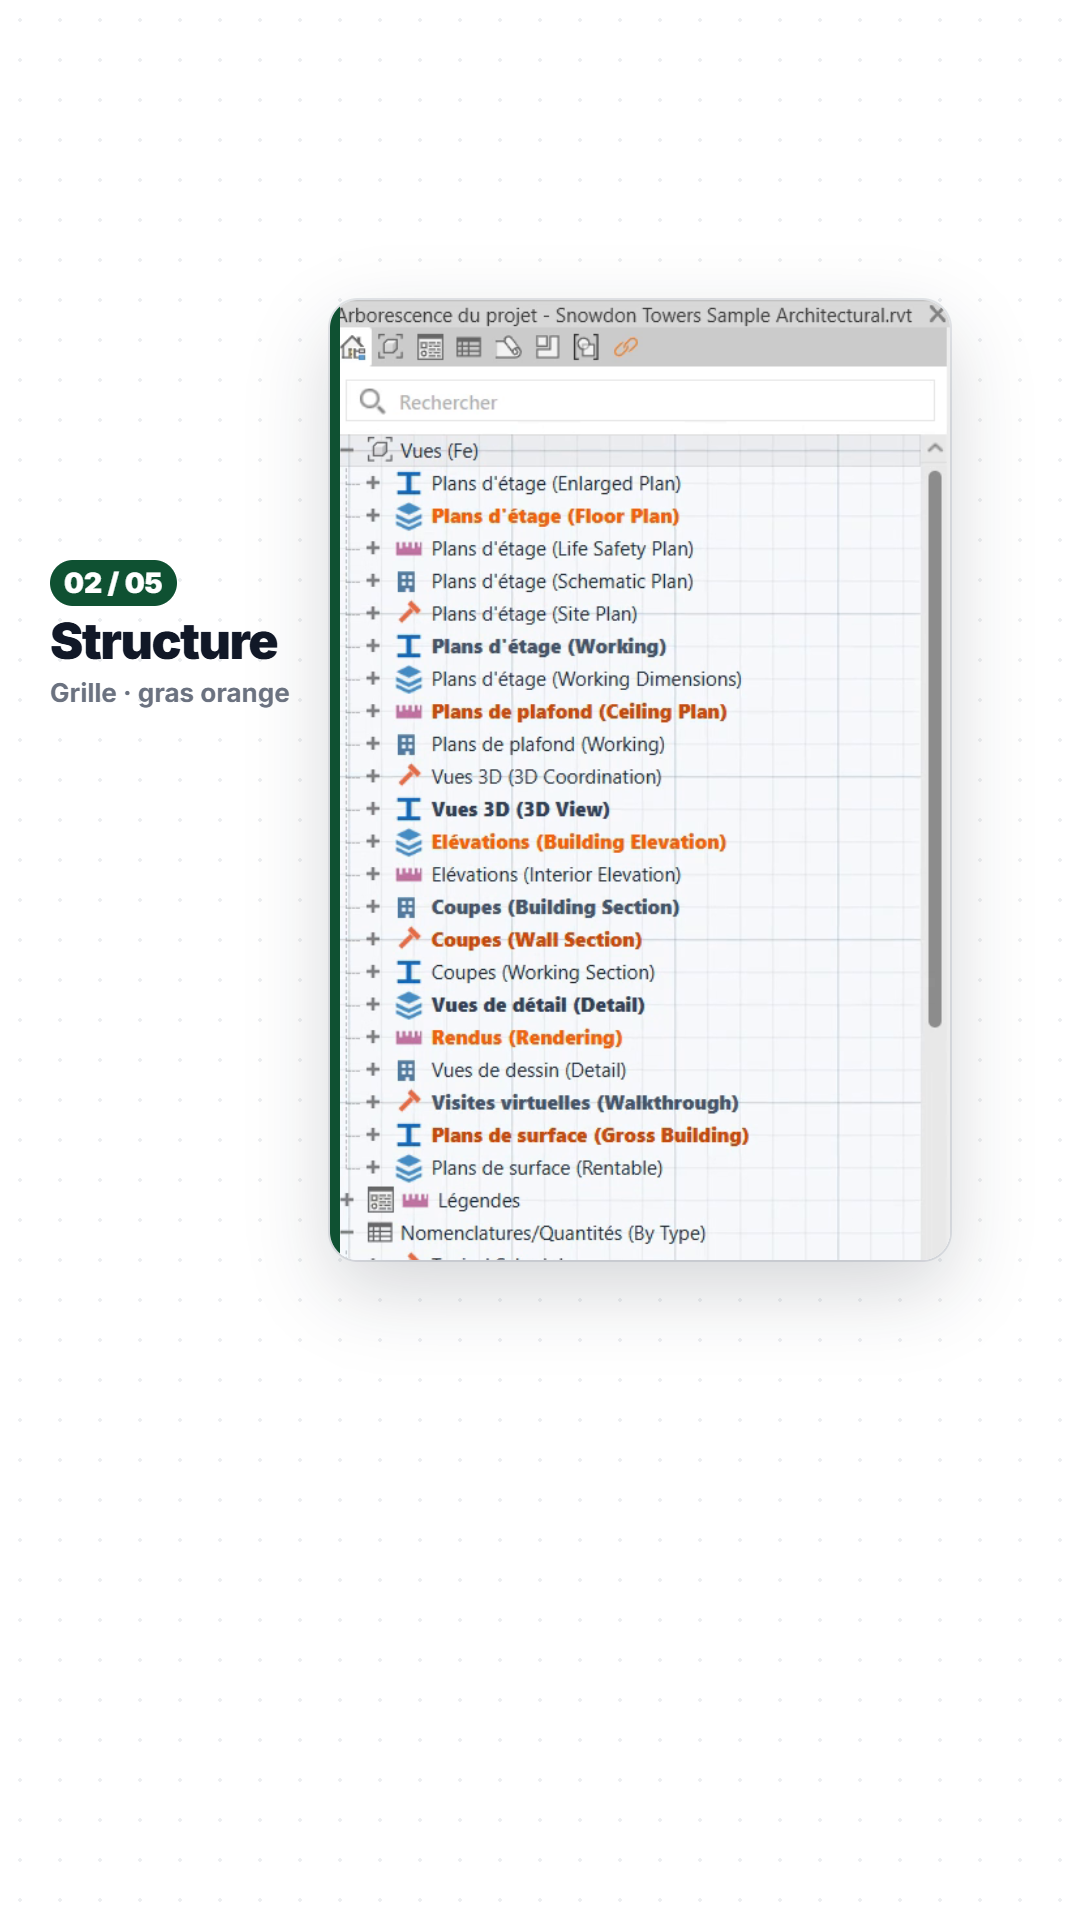 02 / 05
Structure
Grille · gras orange
Arborescence du projet - Snowdon Towers Sample Architectural.rvt
Rechercher
Vues (Fe)
Plans d'étage (Enlarged Plan)
Plans d'étage (Floor Plan)
Plans d'étage (Life Safety Plan)
Plans d'étage (Schematic Plan)
Plans d'étage (Site Plan)
Plans d'étage (Working)
Plans d'étage (Working Dimensions)
Plans de plafond (Ceiling Plan)
Plans de plafond (Working)
Vues 3D (3D Coordination)
Vues 3D (3D View)
Elévations (Building Elevation)
Elévations (Interior Elevation)
Coupes (Building Section)
Coupes (Wall Section)
Coupes (Working Section)
Vues de détail (Detail)
Rendus (Rendering)
Vues de dessin (Detail)
Visites virtuelles (Walkthrough)
Plans de surface (Gross Building)
Plans de surface (Rentable)
Légendes
Nomenclatures/Quantités (By Type)